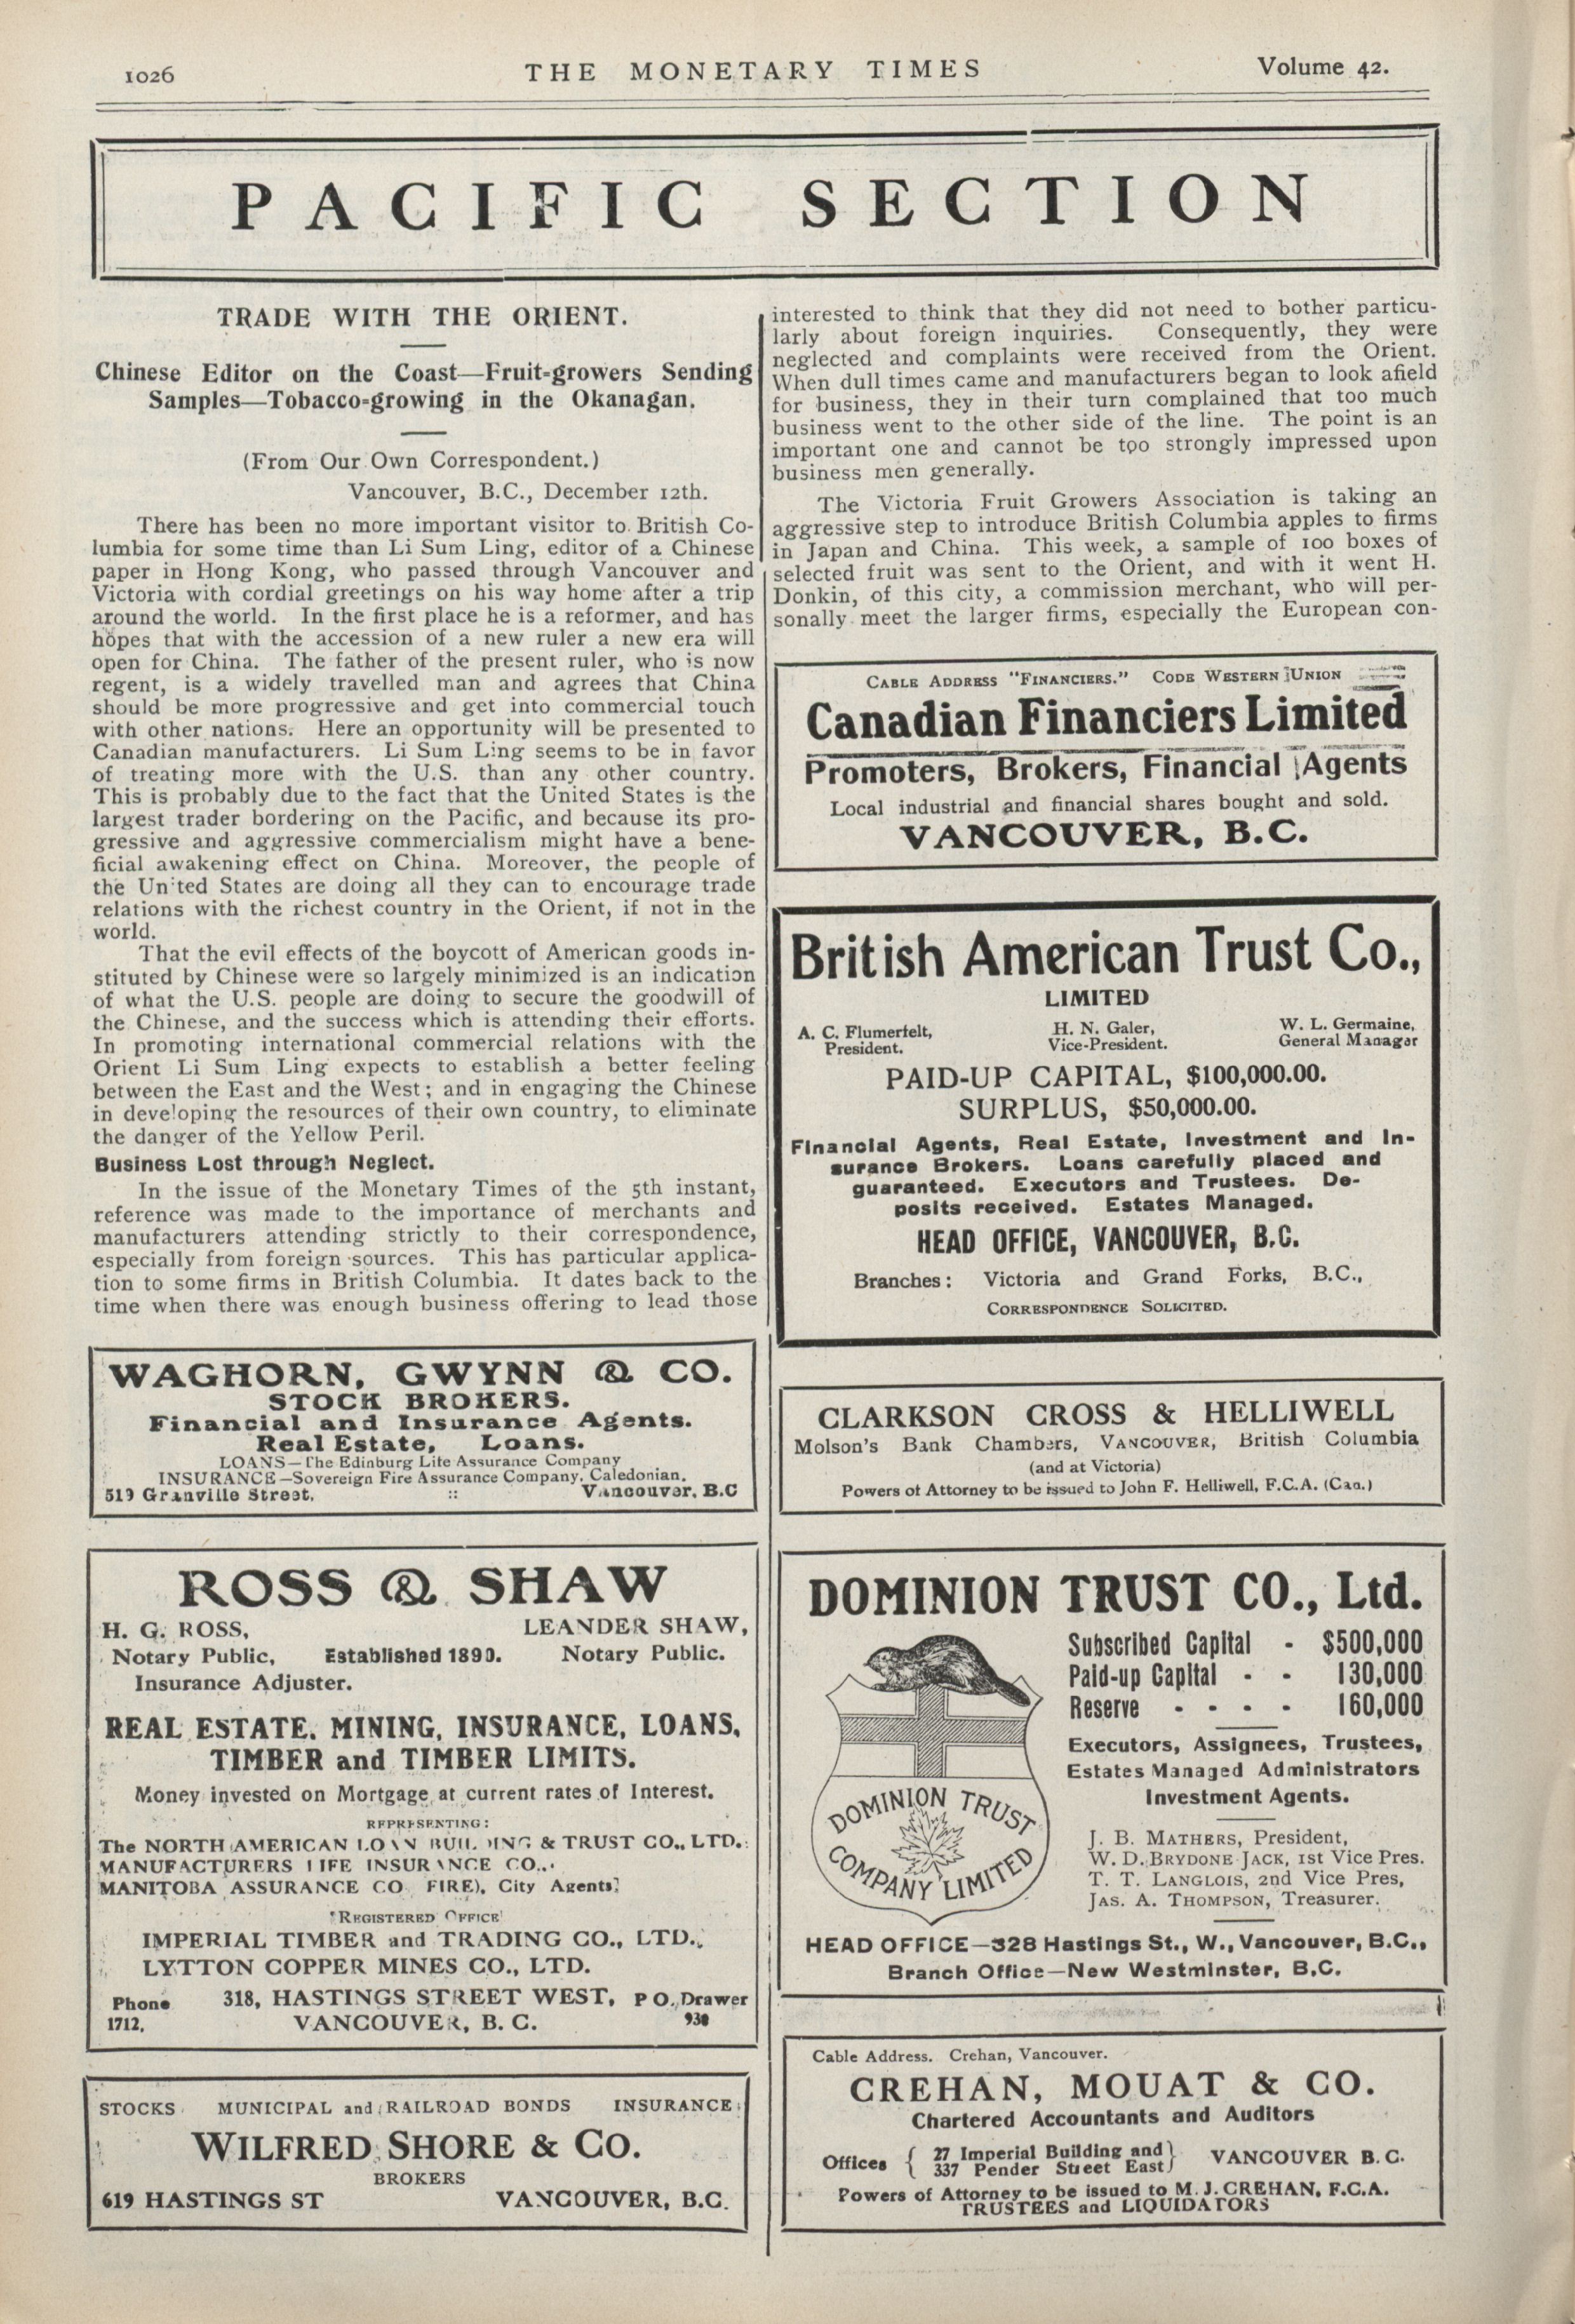 1026
THE MONETARY TIMES
Volume 42.
PACIFIC SECTION
TRADE WITH THE ORIENT.
Chinese Editor on the Coast—Fruit-growers Sending
Samples—Tobacco-growing in the Okanagan.
(From Our Own Correspondent.)
Vancouver, B.C., December 12th.
There has been no more important visitor to British Co-
lumbia for some time than Li Sum Ling, editor of a Chinese
paper in Hong Kong, who passed through Vancouver and
Victoria with cordial greetings on his way home after a trip
around the world. In the first place he is a reformer, and has
hopes that with the accession of a new ruler a new era will
open for China. The father of the present ruler, who is now
regent, is a widely travelled man and agrees that China
should be more progressive and get into commercial touch
with other nations. Here an opportunity will be presented to
Canadian manufacturers. Li Sum Ling seems to be in favor
of treating more with the U.S. than any other country.
This is probably due to the fact that the United States is the
largest trader bordering on the Pacific, and because its pro-
gressive and aggressive commercialism might have a bene-
ficial awakening effect on China. Moreover, the people of
the United States are doing all they can to encourage trade
relations with the richest country in the Orient, if not in the
world.
That the evil effects of the boycott of American goods in-
stituted by Chinese were so largely minimized is an indication
of what the U.S. people are doing to secure the goodwill of
the Chinese, and the success which is attending their efforts.
In promoting international commercial relations with the
Orient Li Sum Ling expects to establish a better feeling
between the East and the West; and in engaging the Chinese
in developing the resources of their own country, to eliminate
the danger of the Yellow Peril.
Business Lost through Neglect.
In the issue of the Monetary Times of the 5th instant,
reference was made to the importance of merchants and
manufacturers attending strictly to their correspondence,
especially from foreign sources. This has particular applica-
tion to some firms in British Columbia. It dates back to the
time when there was enough business offering to lead those
interested to think that they did not need to bother particu-
larly about foreign inquiries. Consequently, they were
neglected and complaints were received from the Orient.
When dull times came and manufacturers began to look afield
for business, they in their turn complained that too much
business went to the other side of the line. The point is an
important one and cannot be too strongly impressed upon
business men generally.
The Victoria Fruit Growers Association is taking an
aggressive step to introduce British Columbia apples to firms
in Japan and China. This week, a sample of 100 boxes of
selected fruit was sent to the Orient, and with it went H.
Donkin, of this city, a commission merchant, who will per-
sonally meet the larger firms, especially the European con-
WAGHORN, GWYNN & CO.
STOCK BROKERS.
Financial and Insurance Agents.
Real Estate, Loans.
LOANS—The Edinburg Life Assurance Company
INSURANCE—Sovereign Fire Assurance Company, Caledonian.
519 Granville Street, :: Vancouver, B.C
ROSS & SHAW
H. G. ROSS, LEANDER SHAW,
Notary Public, Established 1890. Notary Public.
Insurance Adjuster.
REAL ESTATE, MINING, INSURANCE, LOANS,
TIMBER and TIMBER LIMITS.
Money invested on Mortgage at current rates of Interest.
REPRESENTING:
The NORTH AMERICAN LOAN BUILDING & TRUST CO., LTD.
MANUFACTURERS LIFE INSURANCE CO.,
MANITOBA ASSURANCE CO FIRE), City Agents
REGISTERED OFFICE
IMPERIAL TIMBER and TRADING CO., LTD.,
LYTTON COPPER MINES CO., LTD.
Phone 318, HASTINGS STREET WEST, P O. Drawer
1712, VANCOUVER, B. C. 930
STOCKS MUNICIPAL and RAILROAD BONDS INSURANCE
WILFRED SHORE & CO.
BROKERS
619 HASTINGS ST VANCOUVER, B.C.
CABLE ADDRESS "FINANCIERS." CODE WESTERN UNION
Canadian Financiers Limited
Promoters, Brokers, Financial Agents
Local industrial and financial shares bought and sold.
VANCOUVER, B.C.
British American Trust Co.,
LIMITED
A. C. Flumerfelt, H. N. Galer, W. L. Germaine,
President. Vice-President. General Manager
PAID-UP CAPITAL, $100,000.00.
SURPLUS, $50,000.00.
Financial Agents, Real Estate, Investment and In-
surance Brokers. Loans carefully placed and
guaranteed. Executors and Trustees. De-
posits received. Estates Managed.
HEAD OFFICE, VANCOUVER, B.C.
Branches: Victoria and Grand Forks, B.C.,
CORRESPONDENCE SOLICITED.
CLARKSON CROSS & HELLIWELL
Molson's Bank Chambers, VANCOUVER, British Columbia
(and at Victoria)
Powers of Attorney to be issued to John F. Helliwell, F.C.A. (Can.)
DOMINION TRUST CO., Ltd.
Subscribed Capital - $500,000
Paid-up Capital - - 130,000
Reserve - - - - 160,000
Executors, Assignees, Trustees,
Estates Managed Administrators
Investment Agents.
DOMINION TRUST
COMPANY LIMITED
J. B. MATHERS, President,
W. D. BRYDONE JACK, 1st Vice Pres.
T. T. LANGLOIS, 2nd Vice Pres,
JAS. A. THOMPSON, Treasurer.
HEAD OFFICE—328 Hastings St., W., Vancouver, B.C.,
Branch Office—New Westminster, B.C.
Cable Address. Crehan, Vancouver.
CREHAN, MOUAT & CO.
Chartered Accountants and Auditors
Offices { 27 Imperial Building and } VANCOUVER B.C.
337 Pender Street East
Powers of Attorney to be issued to M. J. CREHAN, F.C.A.
TRUSTEES and LIQUIDATORS